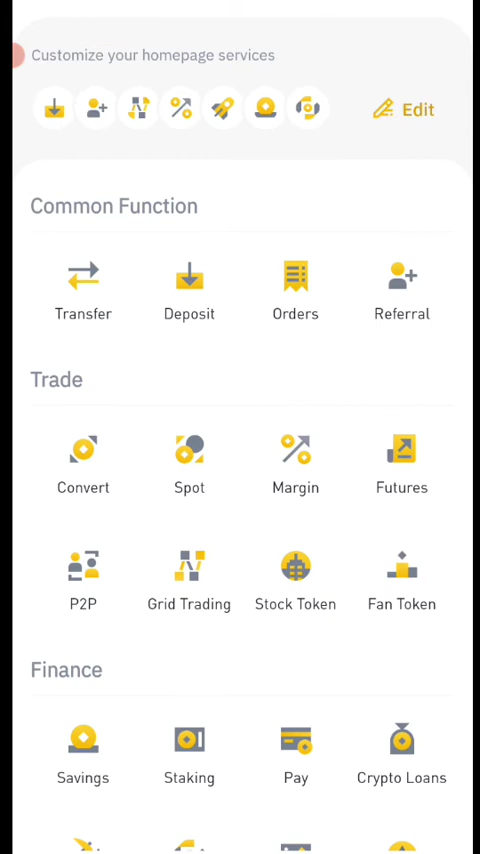 Customize your homepage services
Edit
Common Function
Transfer Deposit Orders Referral
Trade
Convert Spot Margin Futures
P2P Grid Trading Stock Token Fan Token
Finance
Savings Staking Pay Crypto Loans